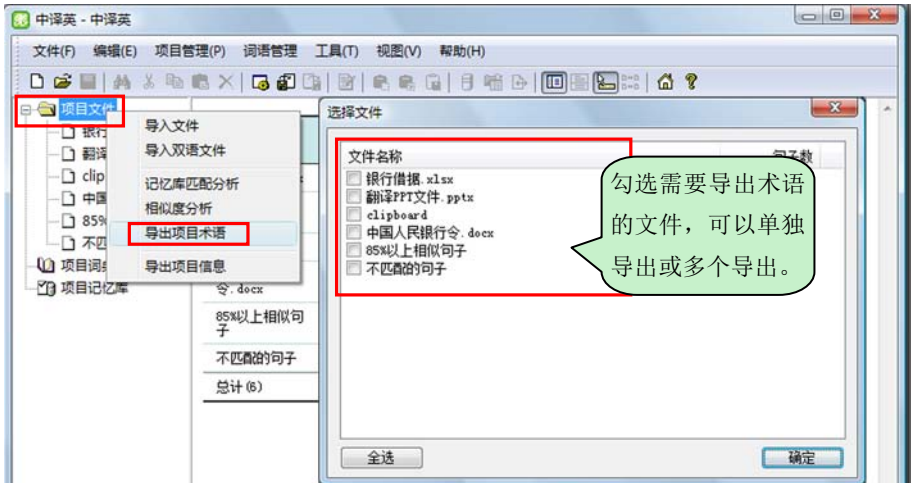 中译英 - 中译英
文件(F) 编辑(E) 项目管理(P) 词语管理 工具(T) 视图(V) 帮助(H)
项目文件
银行
翻译
clip
中国
85%
不匹
项目词
项目记忆库
导入文件
导入双语文件
记忆库匹配分析
相似度分析
导出项目术语
导出项目信息
令.docx
85%以上相似句
子
不匹配的句子
总计(6)
选择文件
文件名称
句子数
银行借据.xlsx
翻译PPT文件.pptx
clipboard
中国人民银行令.docx
85%以上相似句子
不匹配的句子
勾选需要导出术语
的文件，可以单独
导出或多个导出。
全选
确定